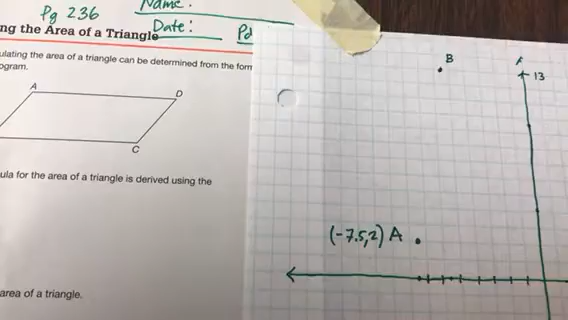 Pg 236
Name:
Date:
ng the Area of a Triangle
ulating the area of a triangle can be determined from the form
ogram.
A
D
C
ula for the area of a triangle is derived using the
area of a triangle.
B
13
(-7.5,2) A